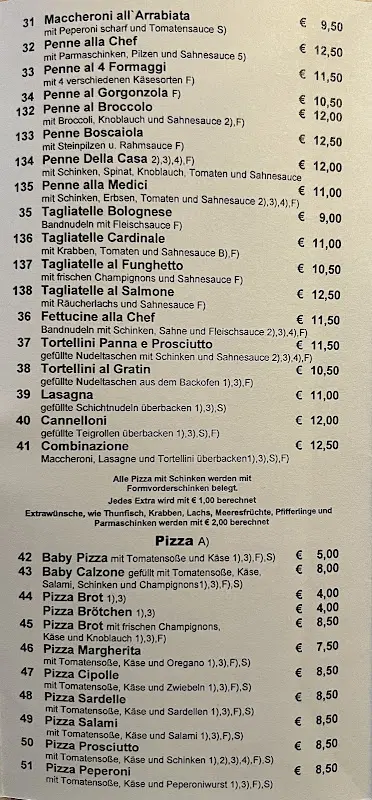 31 Maccheroni all`Arrabiata € 9,50
mit Peperoni scharf und Tomatensauce S)
32 Penne alla Chef € 12,50
mit Parmaschinken, Pilzen und Sahnesauce 5)
33 Penne al 4 Formaggi € 11,50
mit 4 verschiedenen Käsesorten F)
34 Penne al Gorgonzola F) € 10,50
132 Penne al Broccolo € 12,00
mit Broccoli, Knoblauch und Sahnesauce 2),F)
133 Penne Boscaiola € 12,50
mit Steinpilzen u. Rahmsauce F)
134 Penne Della Casa 2),3),4),F) € 12,00
mit Schinken, Spinat, Knoblauch, Tomaten und Sahnesauce
135 Penne alla Medici € 11,00
mit Schinken, Erbsen, Tomaten und Sahnesauce 2),3),4),F)
35 Tagliatelle Bolognese € 9,00
Bandnudeln mit Fleischsauce F)
136 Tagliatelle Cardinale € 11,00
mit Krabben, Tomaten und Sahnesauce B),F)
137 Tagliatelle al Funghetto € 10,50
mit frischen Champignons und Sahnesauce F)
138 Tagliatelle al Salmone € 12,50
mit Räucherlachs und Sahnesauce F)
36 Fettucine alla Chef € 11,50
Bandnudeln mit Schinken, Sahne und Fleischsauce 2),3),4),F)
37 Tortellini Panna e Prosciutto € 11,50
gefüllte Nudeltaschen mit Schinken und Sahnesauce 2),3),4),F)
38 Tortellini al Gratin € 10,50
gefüllte Nudeltaschen aus dem Backofen 1),3),F)
39 Lasagna € 11,00
gefüllte Schichtnudeln überbacken 1),3),S)
40 Cannelloni € 12,00
gefüllte Teigrollen überbacken 1),3),S),F)
41 Combinazione € 12,50
Maccheroni, Lasagne und Tortellini überbacken1),3),S),F)
Alle Pizza mit Schinken werden mit
Formvorderschinken belegt.
Jedes Extra wird mit € 1,00 berechnet
Extrawünsche, wie Thunfisch, Krabben, Lachs, Meeresfrüchte, Pfifferlinge und
Parmaschinken werden mit € 2,00 berechnet
Pizza A)
42 Baby Pizza mit Tomatensoße und Käse 1),3),F),S) € 5,00
43 Baby Calzone gefüllt mit Tomatensoße, Käse, € 8,00
Salami, Schinken und Champignons1),3),F),S)
44 Pizza Brot 1),3) € 4,00
Pizza Brötchen 1),3) € 4,00
45 Pizza Brot mit frischen Champignons, € 8,50
Käse und Knoblauch 1),3),F)
46 Pizza Margherita € 7,50
mit Tomatensoße, Käse und Oregano 1),3),F),S)
47 Pizza Cipolle € 8,50
mit Tomatensoße, Käse und Zwiebeln 1),3),F),S)
48 Pizza Sardelle € 8,50
mit Tomatensoße, Käse und Sardellen 1),3),F),S)
49 Pizza Salami € 8,50
mit Tomatensoße, Käse und Salami 1),3),F),S)
50 Pizza Prosciutto € 8,50
mit Tomatensoße, Käse und Schinken 1),2),3),4),F),S)
51 Pizza Peperoni € 8,50
mit Tomatensoße, Käse und Peperoniwurst 1),3),F),S)